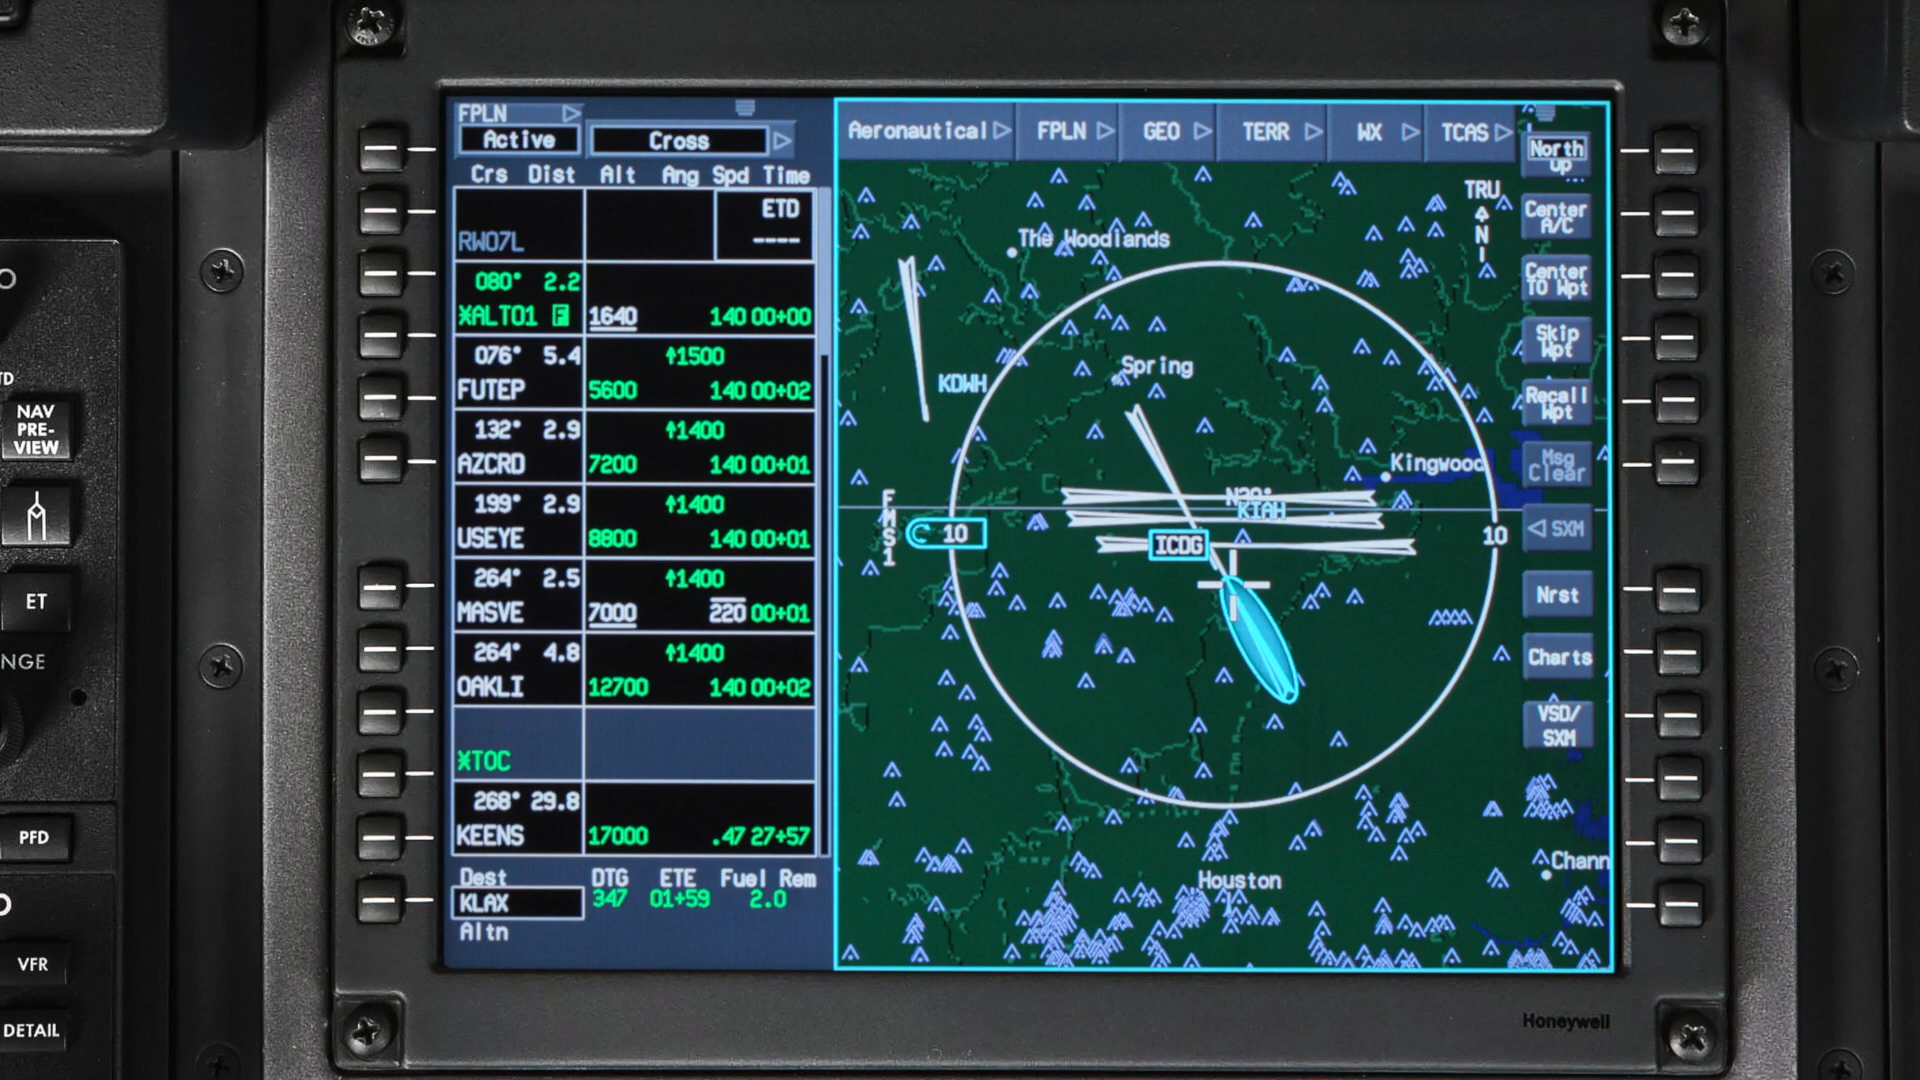 FPLN
Active
Cross
Crs Dist Alt Ang Spd Time
ETD
RW07L ----
080° 2.2
XALTO1 F 1640 140 00+00
076° 5.4 ↑1500
FUTEP 5600 140 00+02
132° 2.9 ↑1400
AZCRD 7200 140 00+01
199° 2.9 ↑1400
USEYE 8800 140 00+01
264° 2.5 ↑1400
MASVE 7000 220 00+01
264° 4.8 ↑1400
OAKLI 12700 140 00+02
XTOC
268° 29.8
KEENS 17000 .47 27+57
Dest DTG ETE Fuel Rem
KLAX 347 01+59 2.0
Altn
Aeronautical FPLN GEO TERR WX TCAS
North
Up
TRU
N
Center
A/C
Center
TO Wpt
Skip
Wpt
Recall
Wpt
Msg
Clear
SXM
Nrst
Charts
VSD/
SXM
The Woodlands
Spring
KDWH
Kingwood
N30°
KIAH
ICDG
FMS1
10
10
Houston
Chann
Honeywell
NAV
PRE-
VIEW
ET
NGE
PFD
VFR
DETAIL
TD